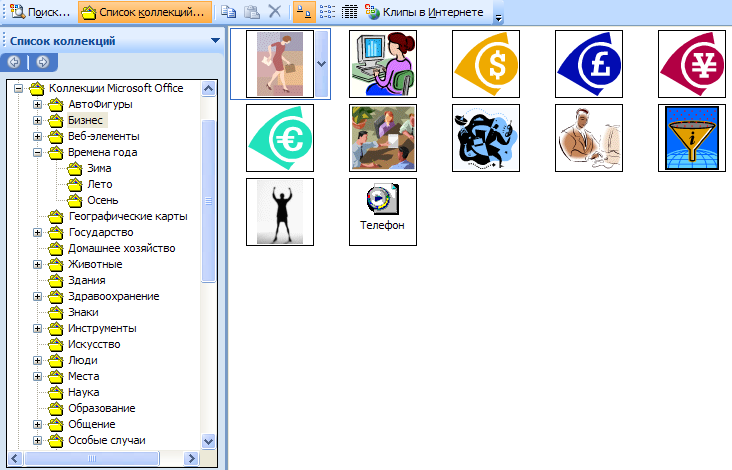 Поиск...
Список коллекций...
Клипы в Интернете
Список коллекций
Коллекции Microsoft Office
АвтоФигуры
Бизнес
Веб-элементы
Времена года
Зима
Лето
Осень
Географические карты
Государство
Домашнее хозяйство
Животные
Здания
Здравоохранение
Знаки
Инструменты
Искусство
Люди
Места
Наука
Образование
Общение
Особые случаи
$
£
¥
€
i
Телефон